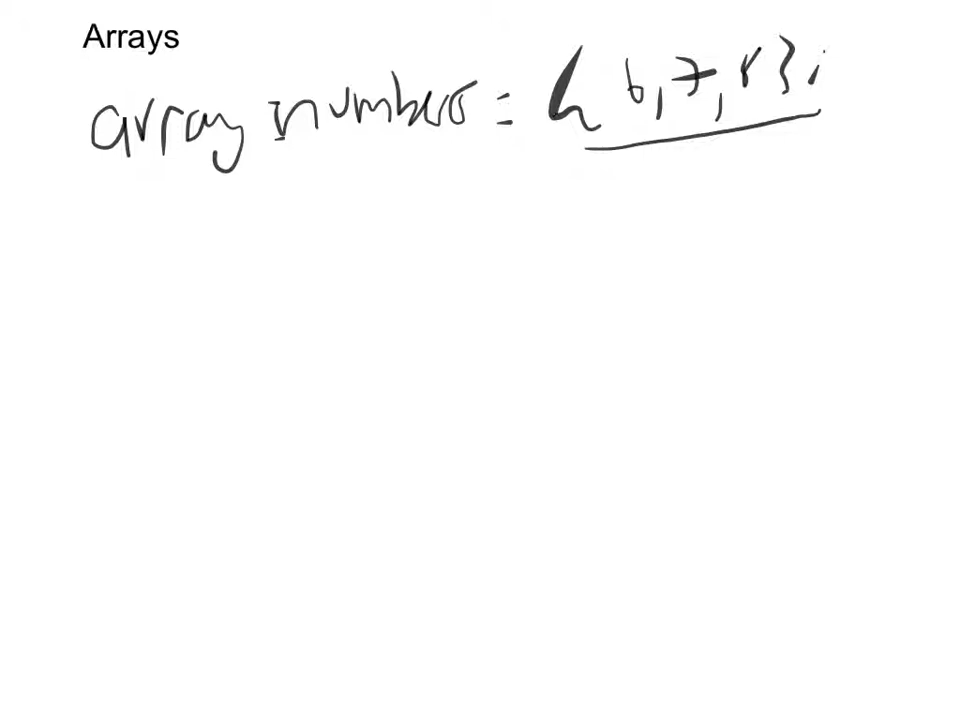 Arrays
array numbers = { 6, 7, 8 };